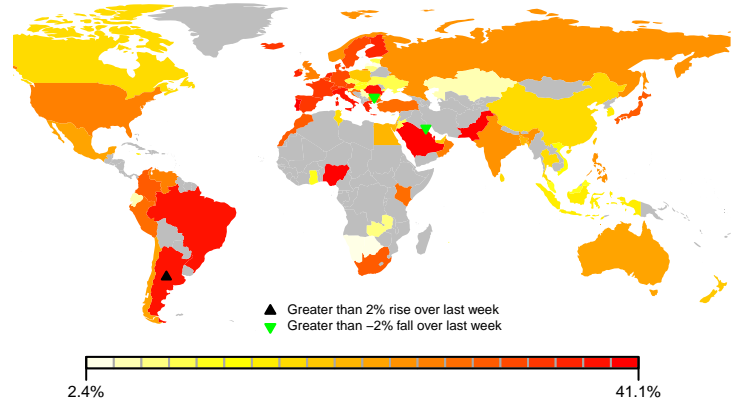 Greater than 2% rise over last week
Greater than −2% fall over last week
2.4%
41.1%